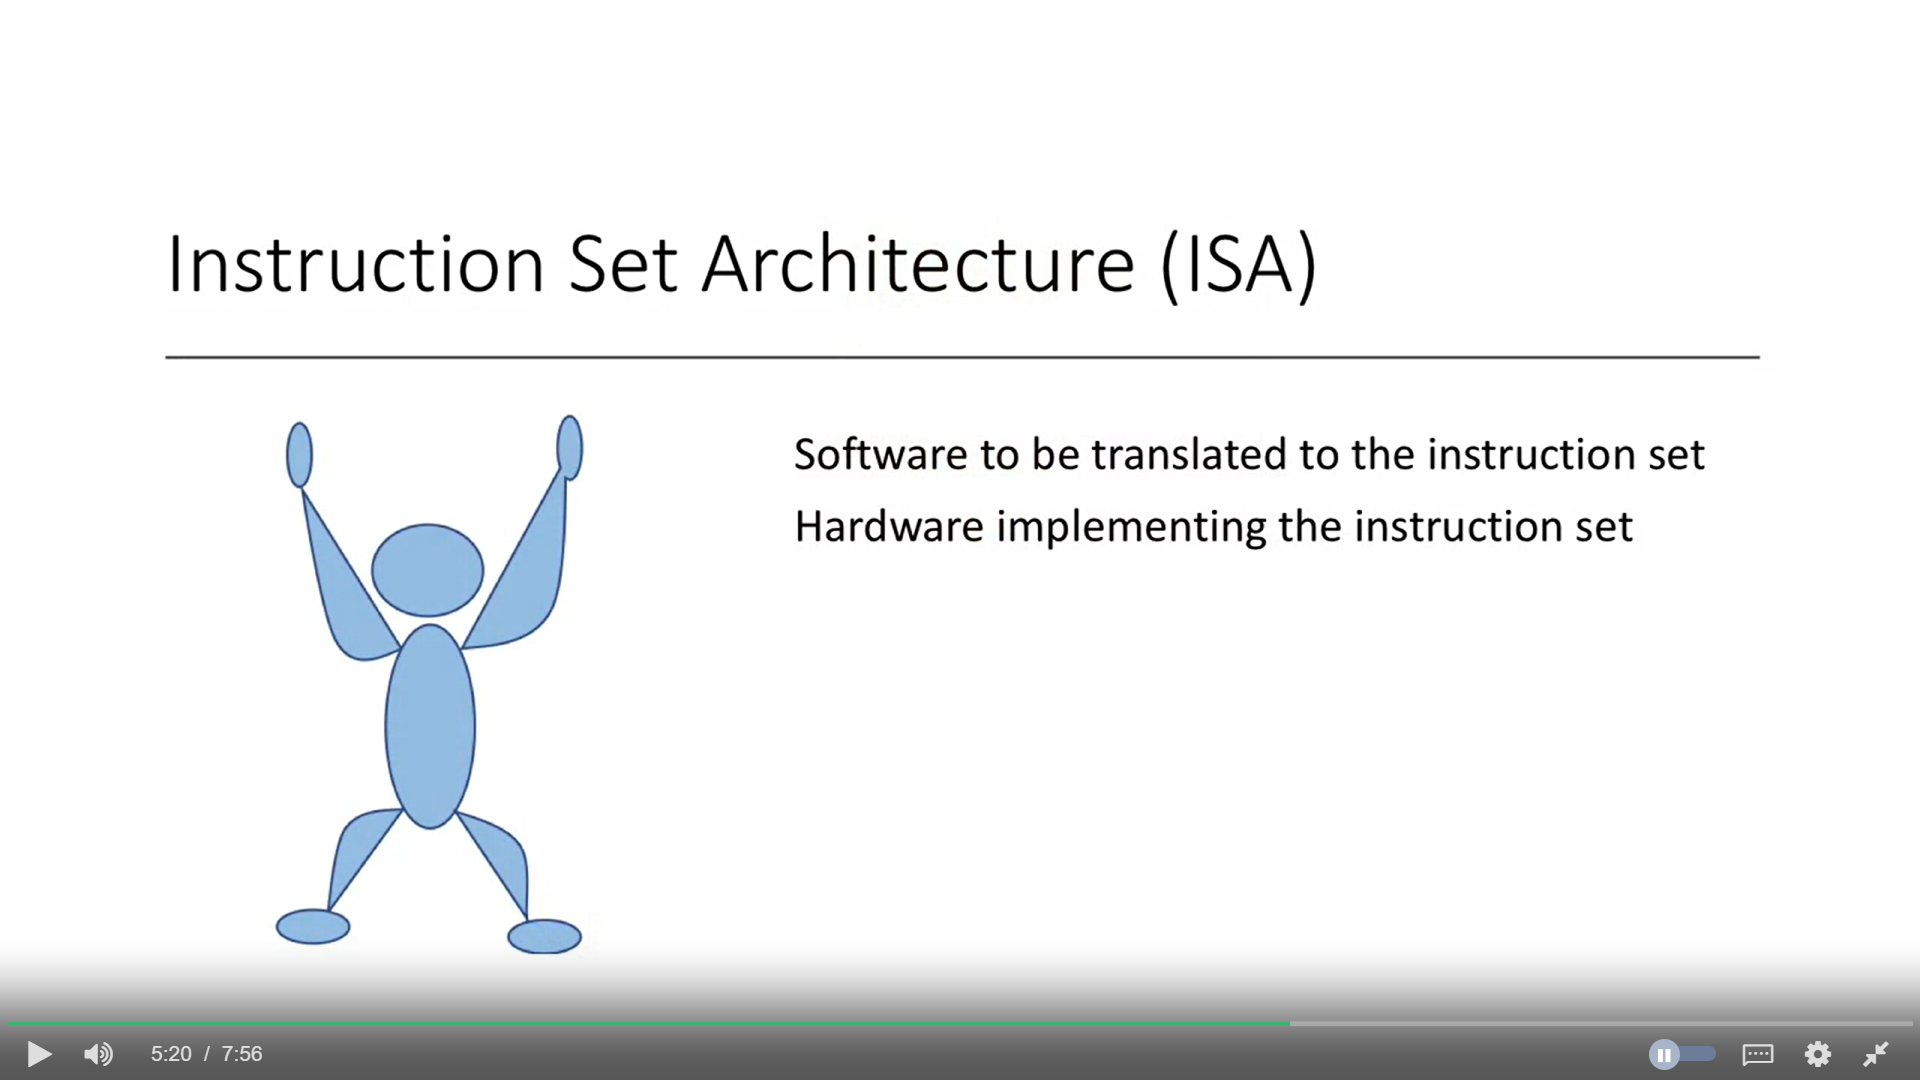 Instruction Set Architecture (ISA)
Software to be translated to the instruction set
Hardware implementing the instruction set
5:20 / 7:56